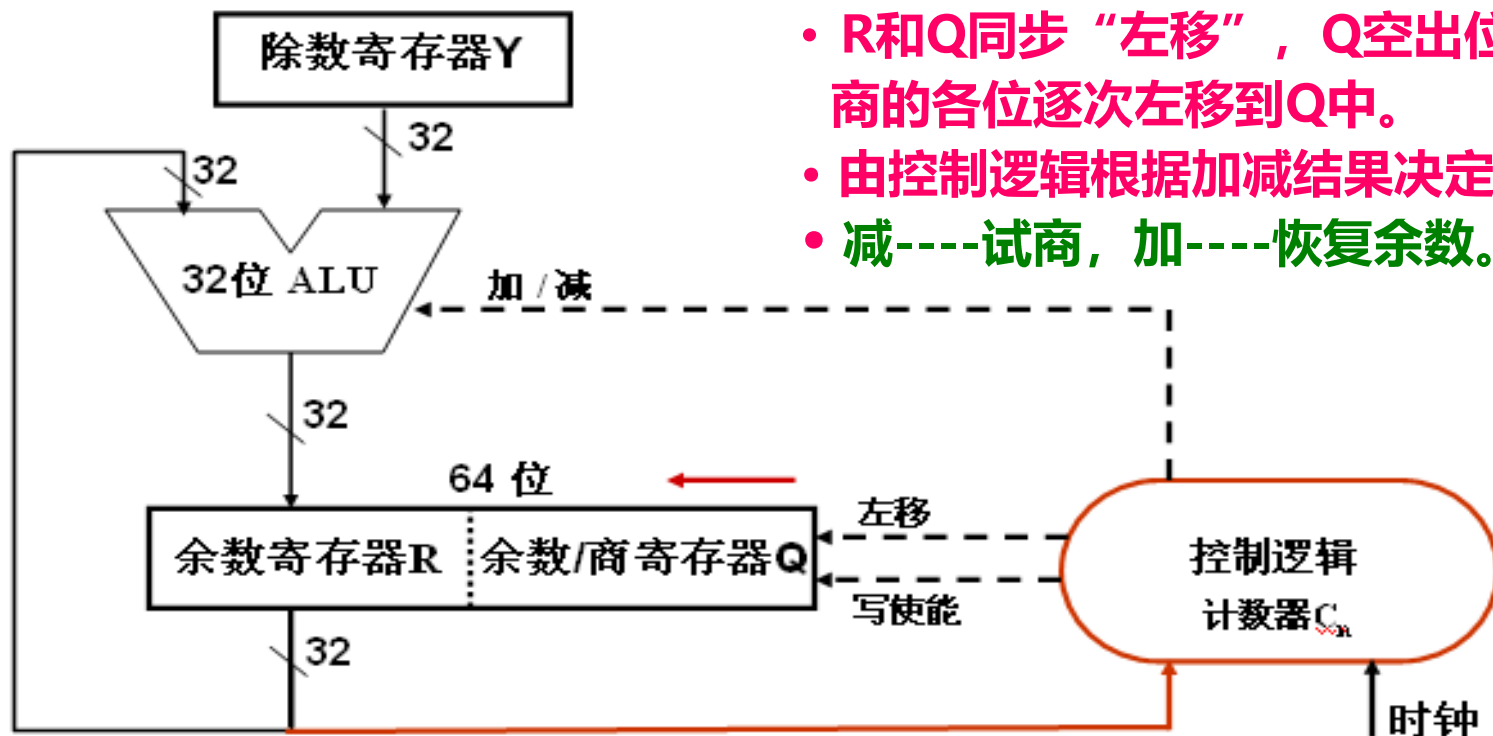 除数寄存器Y
• R和Q同步“左移”，Q空出位
商的各位逐次左移到Q中。
• 由控制逻辑根据加减结果决定
• 减----试商，加----恢复余数。
32
32
32位 ALU
加 / 减
32
64 位
左移
余数寄存器R
余数/商寄存器Q
写使能
控制逻辑
计数器Cn
32
时钟